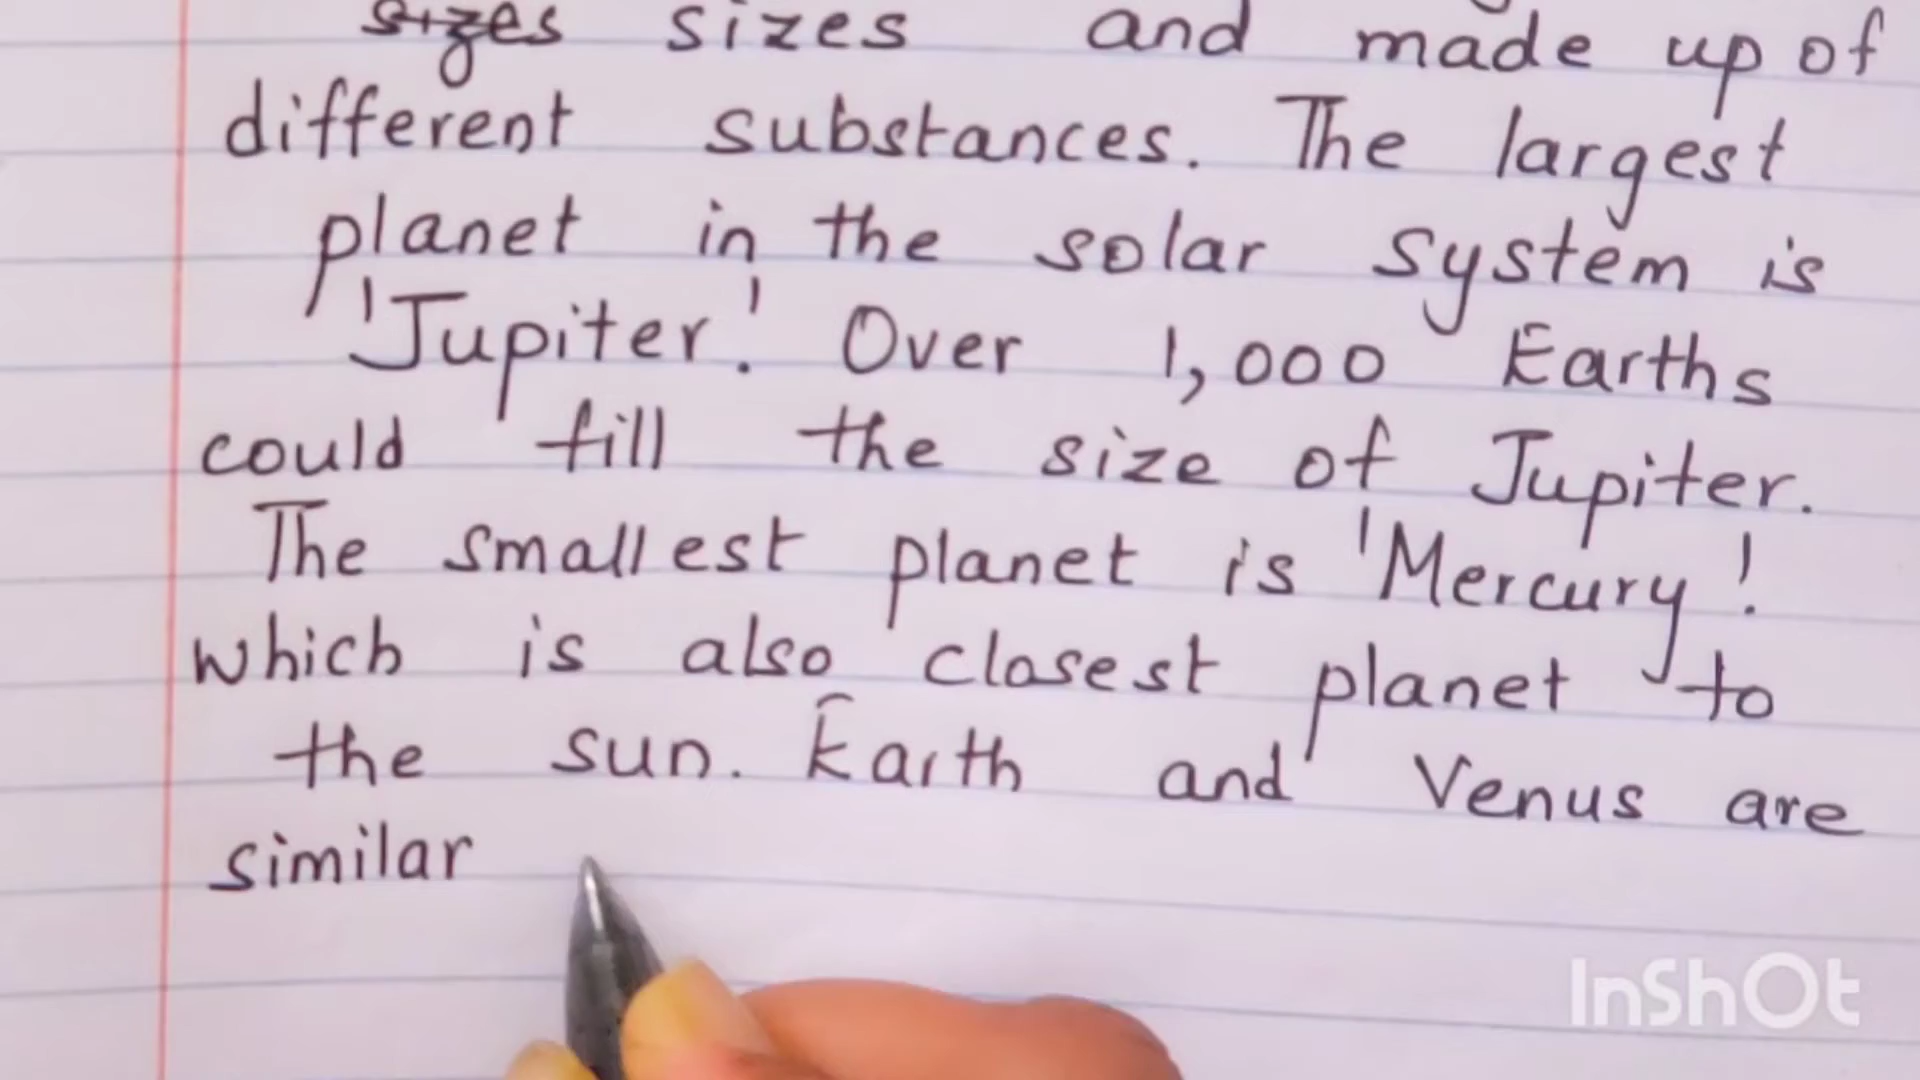 sizes sizes and made up of
different substances. The largest
planet in the solar system is
'Jupiter.' Over 1,000 Earths
could fill the size of Jupiter.
The smallest planet is 'Mercury'.
which is also closest planet to
the sun. Earth and Venus are
similar
InShOt